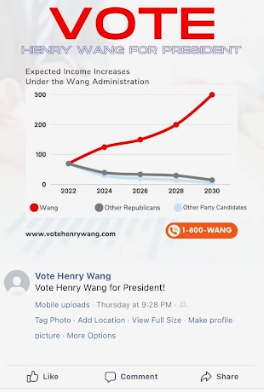 VOTE
HENRY WANG FOR PRESIDENT
Expected Income Increases
Under the Wang Administration
300
200
100
0
2022 2024 2026 2028 2030
Wang Other Republicans Other Party Candidates
www.votehenrywang.com 1-800-WANG
Vote Henry Wang
Vote Henry Wang for President!
Mobile uploads · Thursday at 9:28 PM ·
Tag Photo · Add Location · View Full Size · Make profile
picture · More Options
Like Comment Share